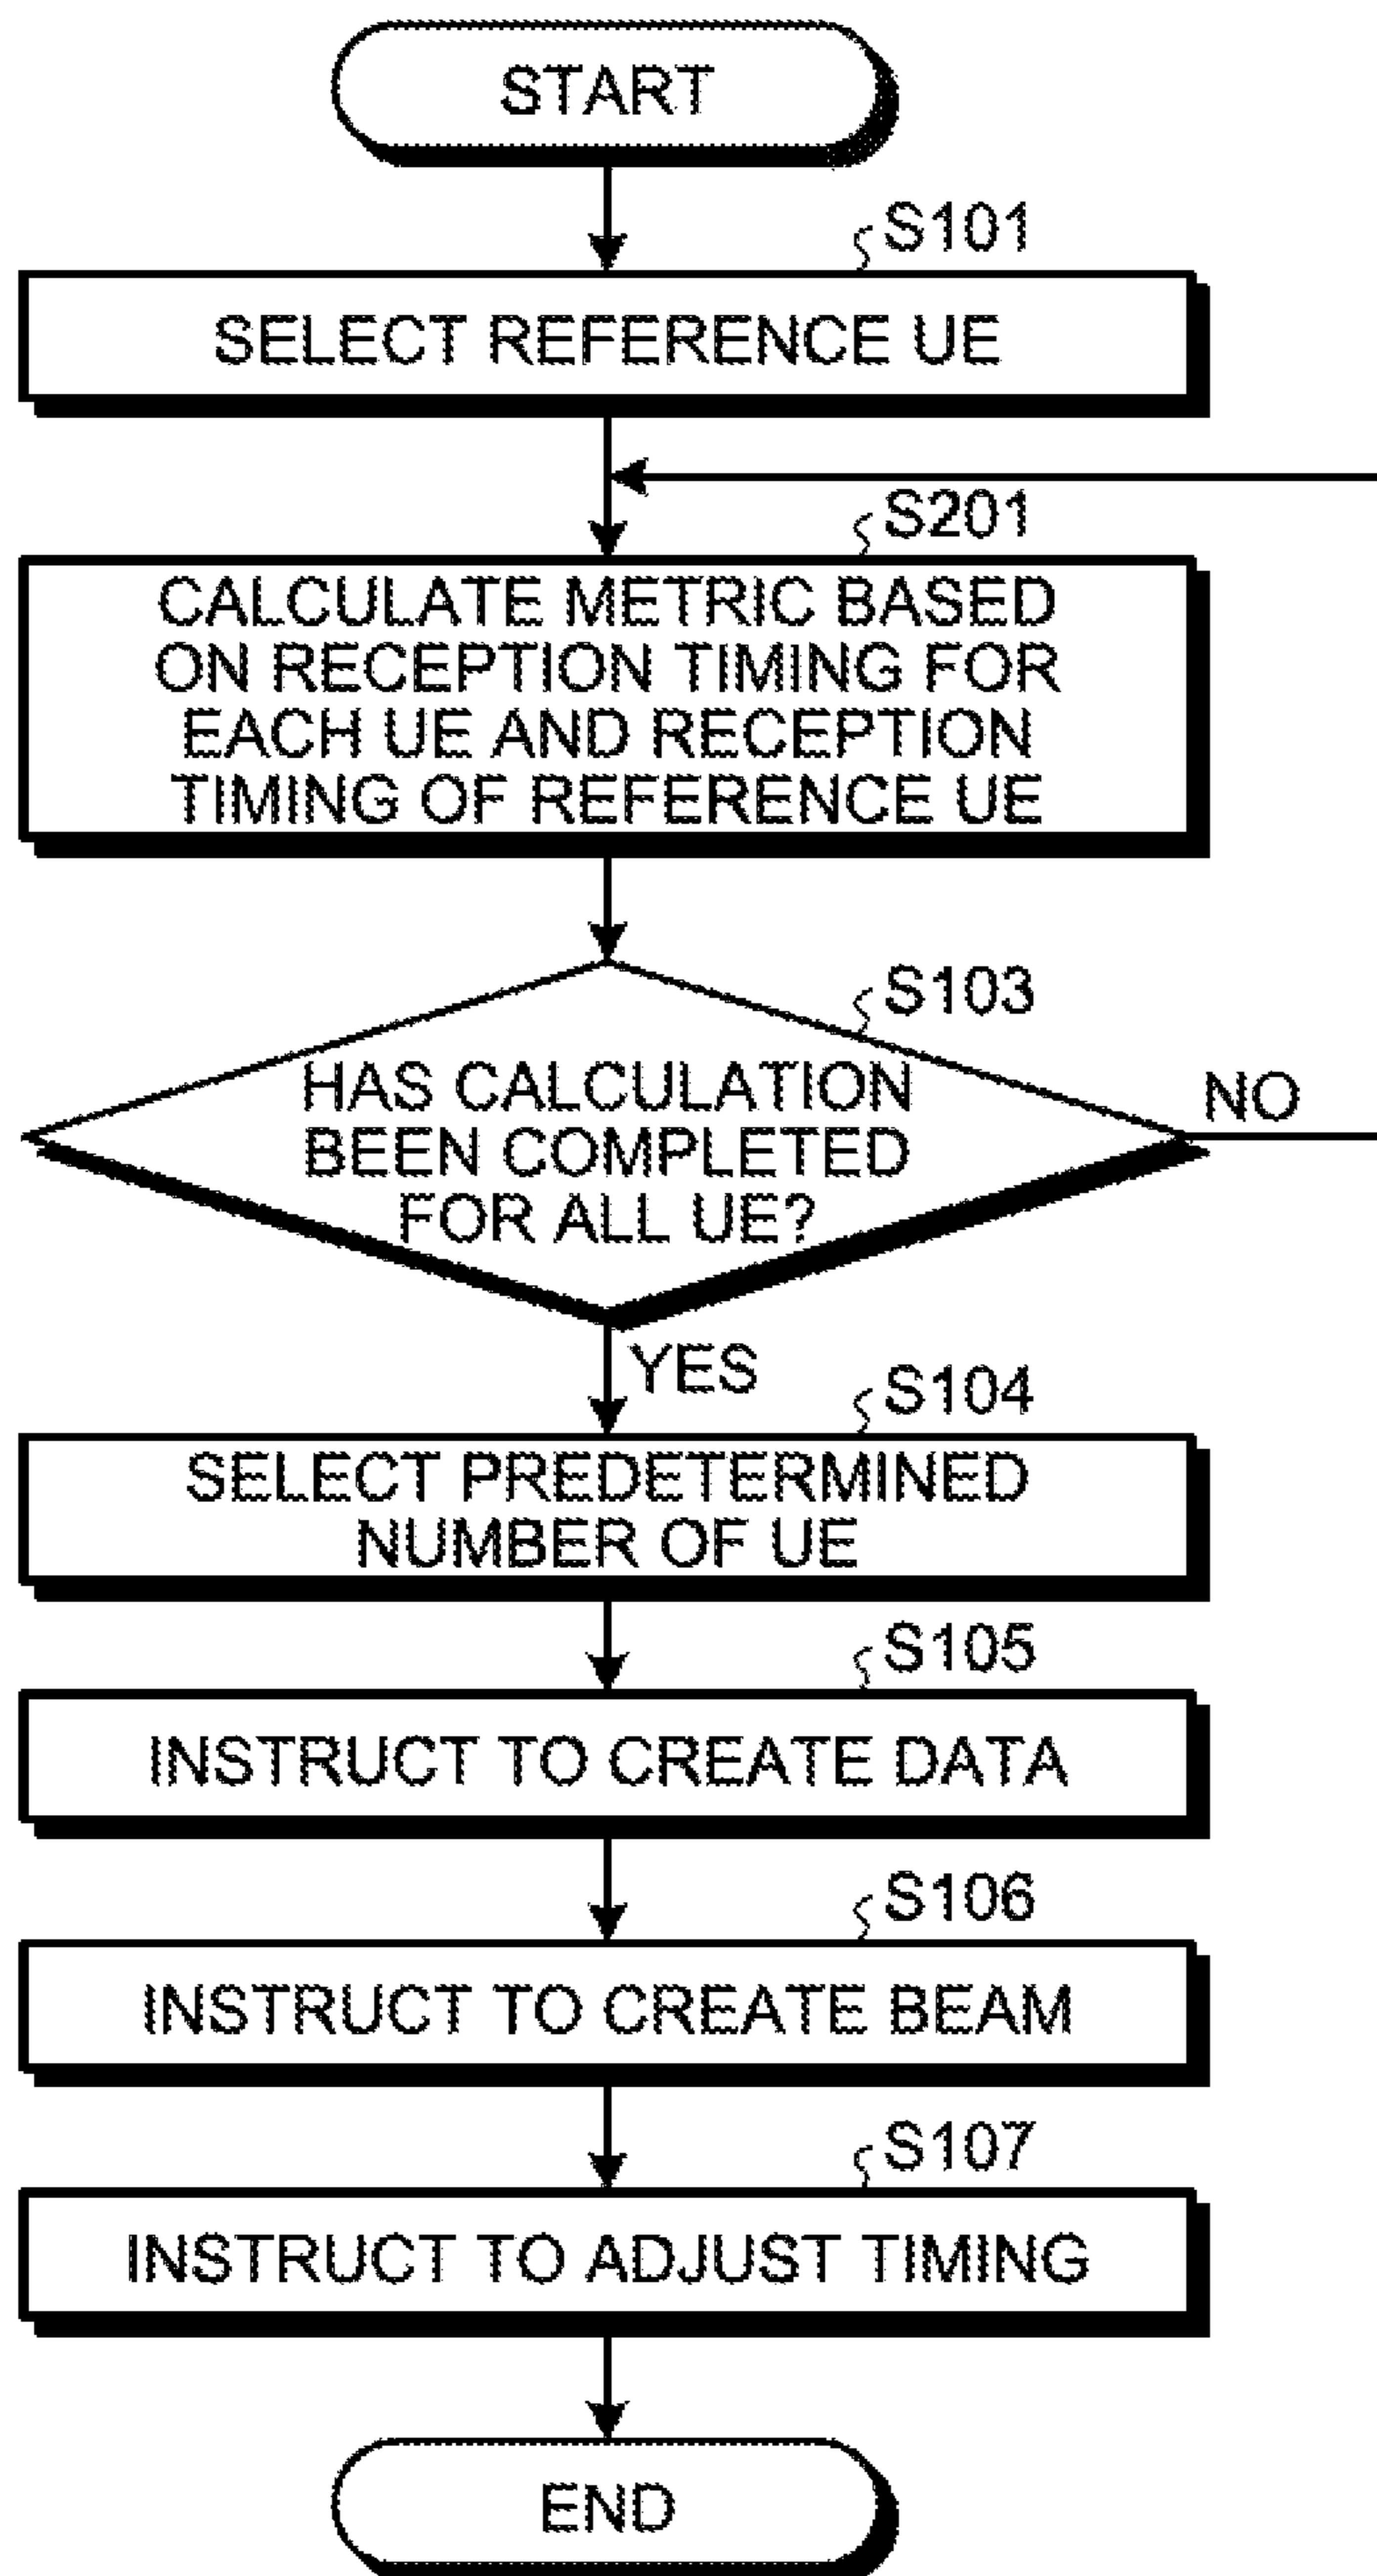 START
S101
SELECT REFERENCE UE
S201
CALCULATE METRIC BASED
ON RECEPTION TIMING FOR
EACH UE AND RECEPTION
TIMING OF REFERENCE UE
S103
HAS CALCULATION
BEEN COMPLETED
FOR ALL UE?
NO
YES
S104
SELECT PREDETERMINED
NUMBER OF UE
S105
INSTRUCT TO CREATE DATA
S106
INSTRUCT TO CREATE BEAM
S107
INSTRUCT TO ADJUST TIMING
END